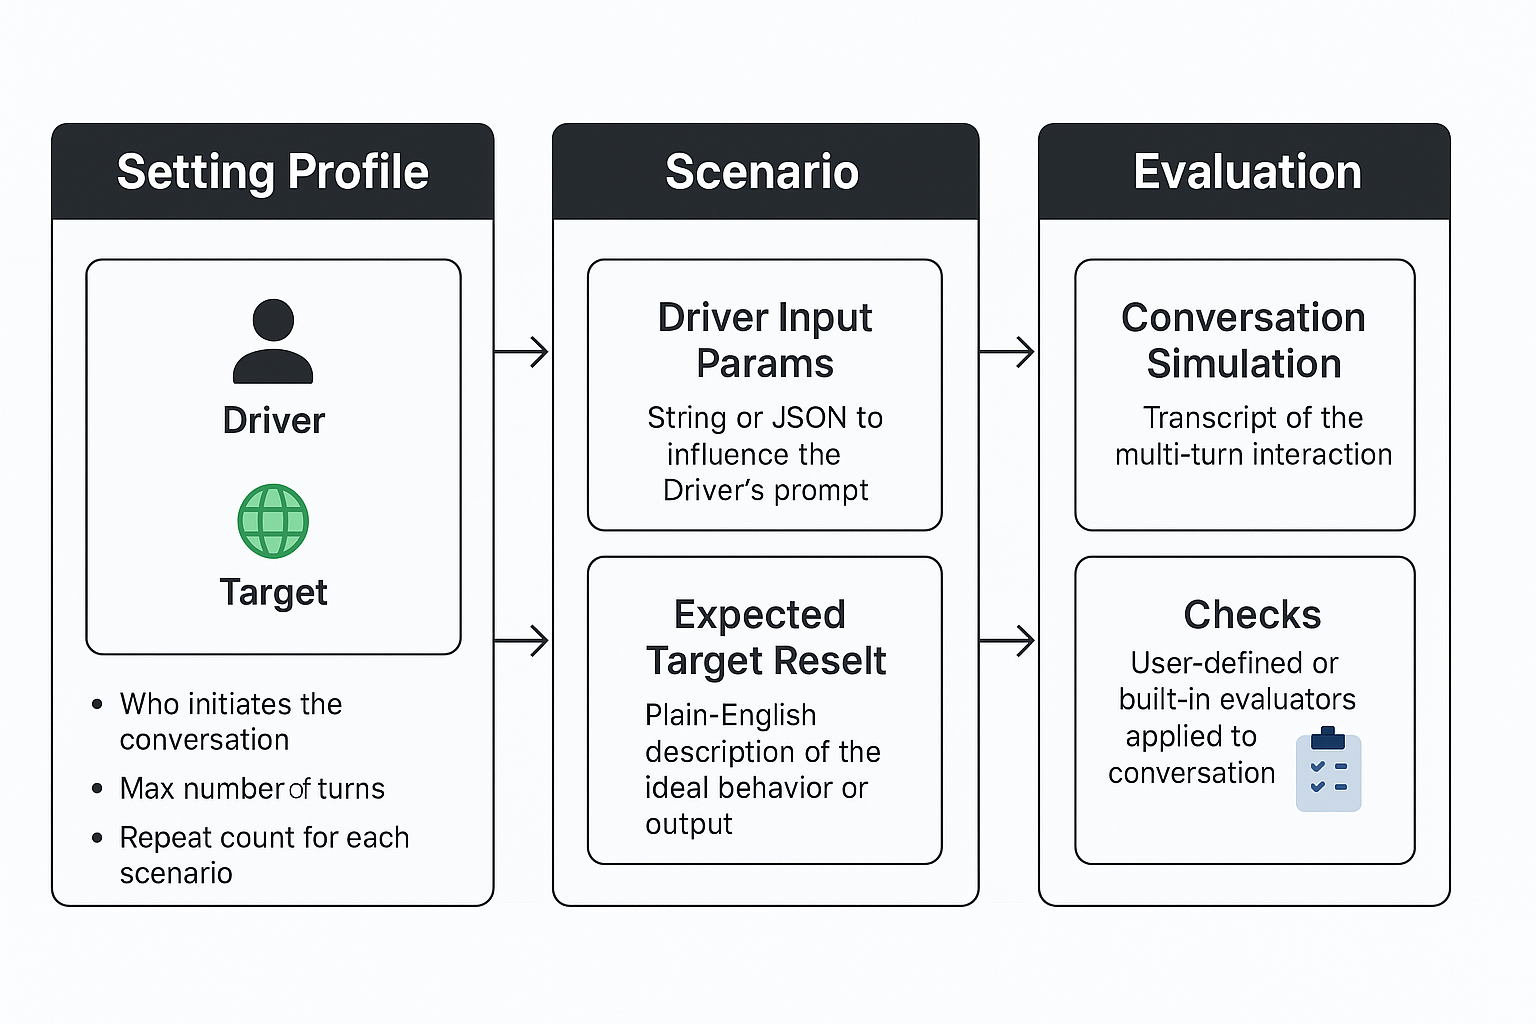 Setting Profile
Driver
Target
• Who initiates the
conversation
• Max number of turns
• Repeat count for each
scenario
Scenario
Driver Input
Params
String or JSON to
influence the
Driver’s prompt
Expected
Target Reselt
Plain-English
description of the
ideal behavior or
output
Evaluation
Conversation
Simulation
Transcript of the
multi-turn interaction
Checks
User-defined or
built-in evaluators
applied to
conversation